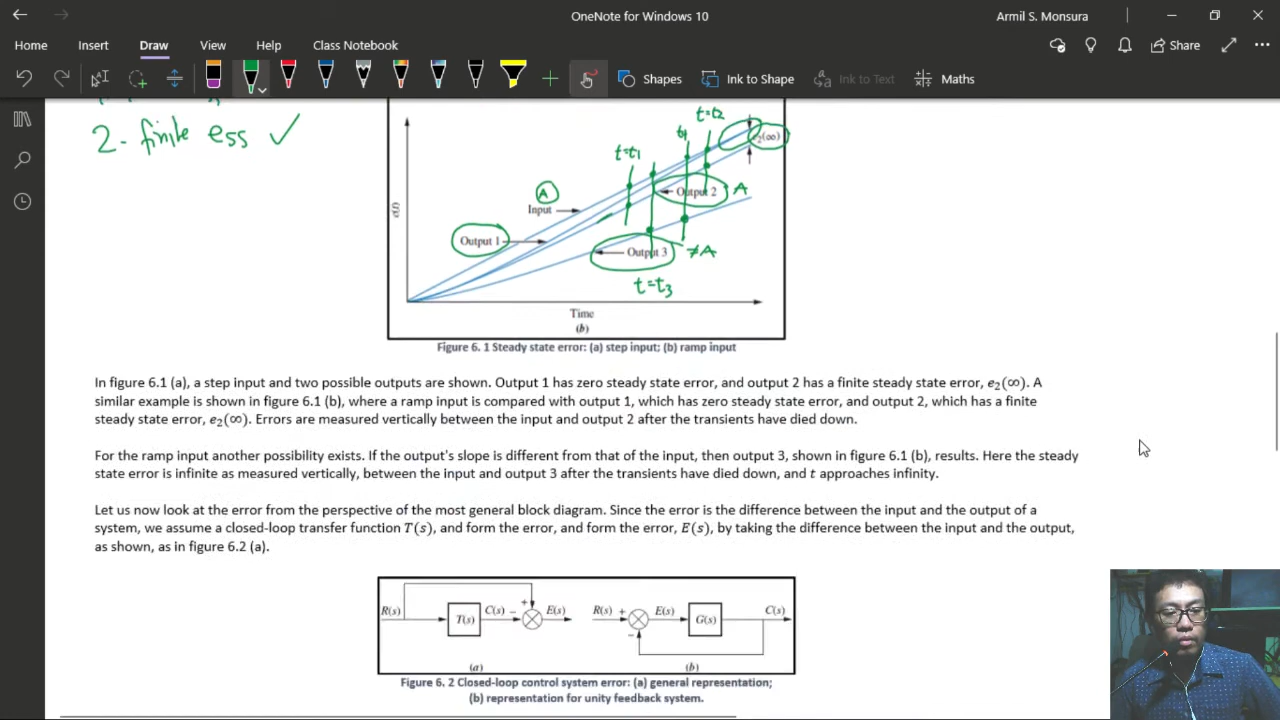 OneNote for Windows 10
Armil S. Monsura
Home Insert Draw View Help Class Notebook
Share
Shapes Ink to Shape Ink to Text Maths
2 - finite ess ✓
t=t2
t=t1
2(∞)
A
Input
Output 2 A
Output 1
Output 3 ≠A
t=t3
Time
(b)
Figure 6. 1 Steady state error: (a) step input; (b) ramp input
In figure 6.1 (a), a step input and two possible outputs are shown. Output 1 has zero steady state error, and output 2 has a finite steady state error, e₂(∞). A
similar example is shown in figure 6.1 (b), where a ramp input is compared with output 1, which has zero steady state error, and output 2, which has a finite
steady state error, e₂(∞). Errors are measured vertically between the input and output 2 after the transients have died down.
For the ramp input another possibility exists. If the output's slope is different from that of the input, then output 3, shown in figure 6.1 (b), results. Here the steady
state error is infinite as measured vertically, between the input and output 3 after the transients have died down, and t approaches infinity.
Let us now look at the error from the perspective of the most general block diagram. Since the error is the difference between the input and the output of a
system, we assume a closed-loop transfer function T(s), and form the error, and form the error, E(s), by taking the difference between the input and the output,
as shown, as in figure 6.2 (a).
R(s) T(s) C(s) − + E(s) R(s) + − E(s) G(s) C(s)
(a) (b)
Figure 6. 2 Closed-loop control system error: (a) general representation;
(b) representation for unity feedback system.